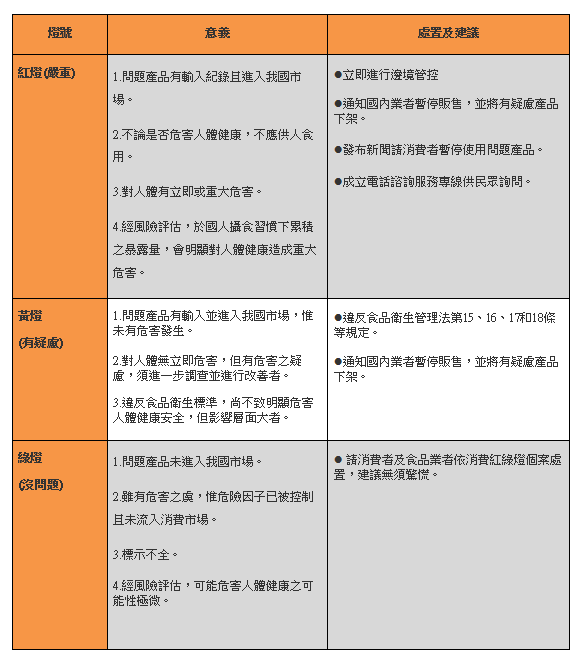 燈號
意義
處置及建議
紅燈(嚴重)
1.問題產品有輸入紀錄且進入我國市
場。
2.不論是否危害人體健康，不應供人食
用。
3.對人體有立即或重大危害。
4.經風險評估，於國人攝食習慣下累積
之暴露量，會明顯對人體健康造成重大
危害。
●立即進行邊境管控
●通知國內業者暫停販售，並將有疑慮產品
下架。
●發布新聞請消費者暫停使用問題產品。
●成立電話諮詢服務專線供民眾詢問。
黃燈
(有疑慮)
1.問題產品有輸入並進入我國市場，惟
未有危害發生。
2.對人體無立即危害，但有危害之疑
慮，須進一步調查並進行改善者。
3.違反食品衛生標準，尚不致明顯危害
人體健康安全，但影響層面大者。
●違反食品衛生管理法第15、16、17和18條
等規定。
●通知國內業者暫停販售，並將有疑慮產品
下架。
綠燈
(沒問題)
1.問題產品未進入我國市場。
2.雖有危害之虞，惟危險因子已被控制
且未流入消費市場。
3.標示不全。
4.經風險評估，可能危害人體健康之可
能性極微。
● 請消費者及食品業者依消費紅綠燈個案處
置，建議無須驚慌。